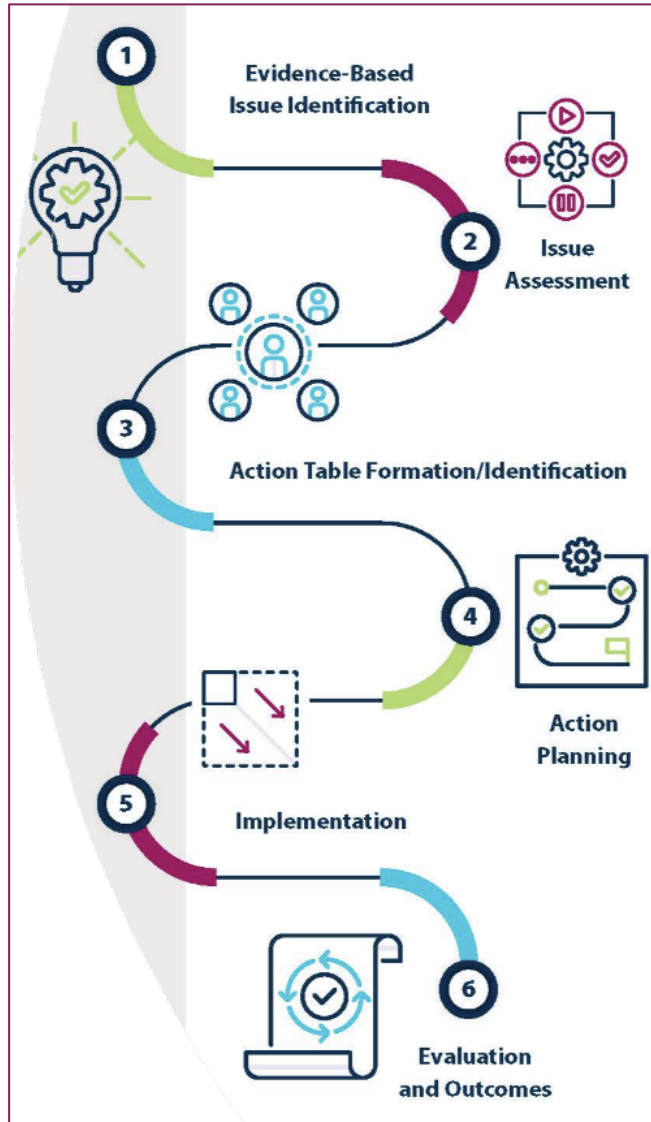 1
Evidence-Based
Issue Identification
2
Issue
Assessment
3
Action Table Formation/Identification
4
Action
Planning
5
Implementation
6
Evaluation
and Outcomes